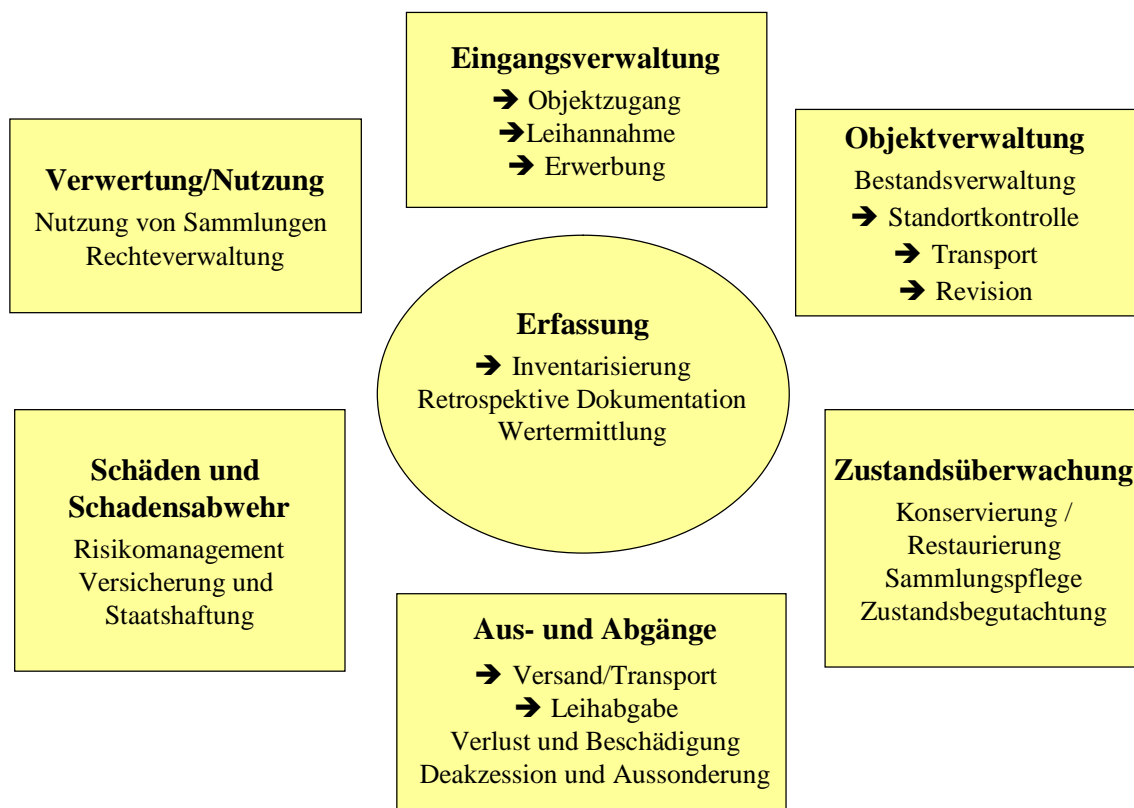 Eingangsverwaltung
➔ Objektzugang
➔Leihannahme
➔ Erwerbung
Verwertung/Nutzung
Nutzung von Sammlungen
Rechteverwaltung
Objektverwaltung
Bestandsverwaltung
➔ Standortkontrolle
➔ Transport
➔ Revision
Erfassung
➔ Inventarisierung
Retrospektive Dokumentation
Wertermittlung
Schäden und
Schadensabwehr
Risikomanagement
Versicherung und
Staatshaftung
Zustandsüberwachung
Konservierung /
Restaurierung
Sammlungspflege
Zustandsbegutachtung
Aus- und Abgänge
➔ Versand/Transport
➔ Leihabgabe
Verlust und Beschädigung
Deakzession und Aussonderung